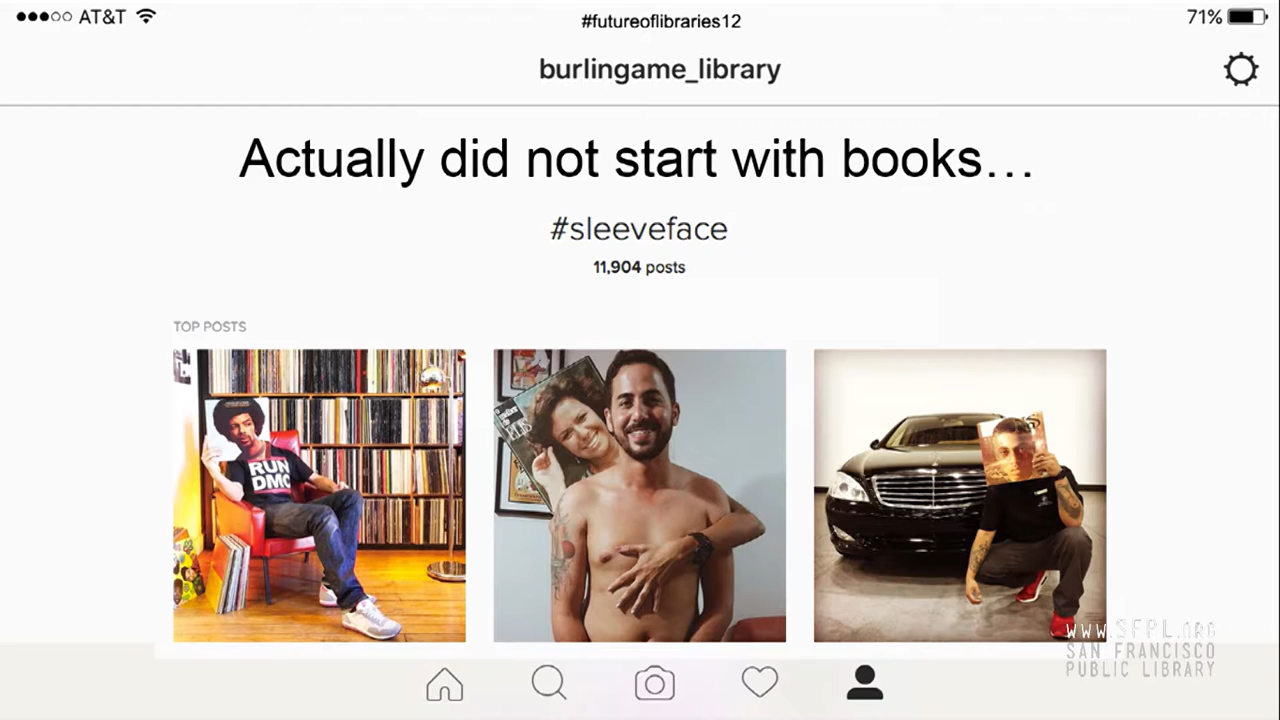 AT&T
#futureoflibraries12
71%
burlingame_library
Actually did not start with books…
#sleeveface
11,904 posts
TOP POSTS
RUN
DMC
ELIS
WWW.SFPL.ORG
SAN FRANCISCO
PUBLIC LIBRARY